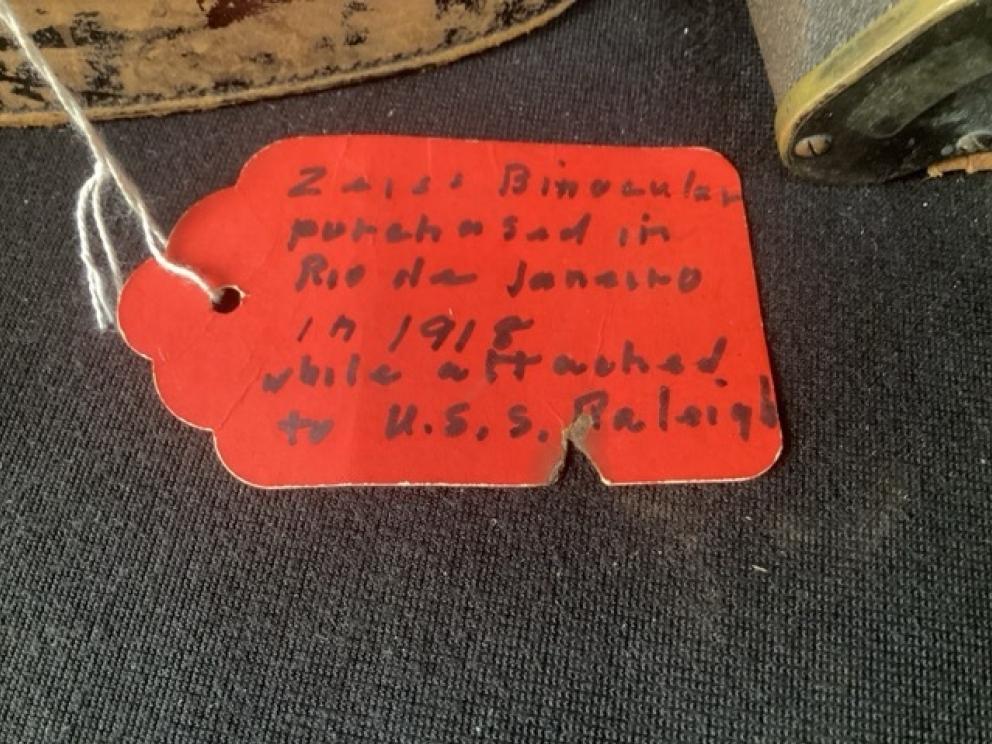 Zeiss Binocular
purchased in
Rio de Janeiro
in 1918
while attached
to U.S.S. Raleigh